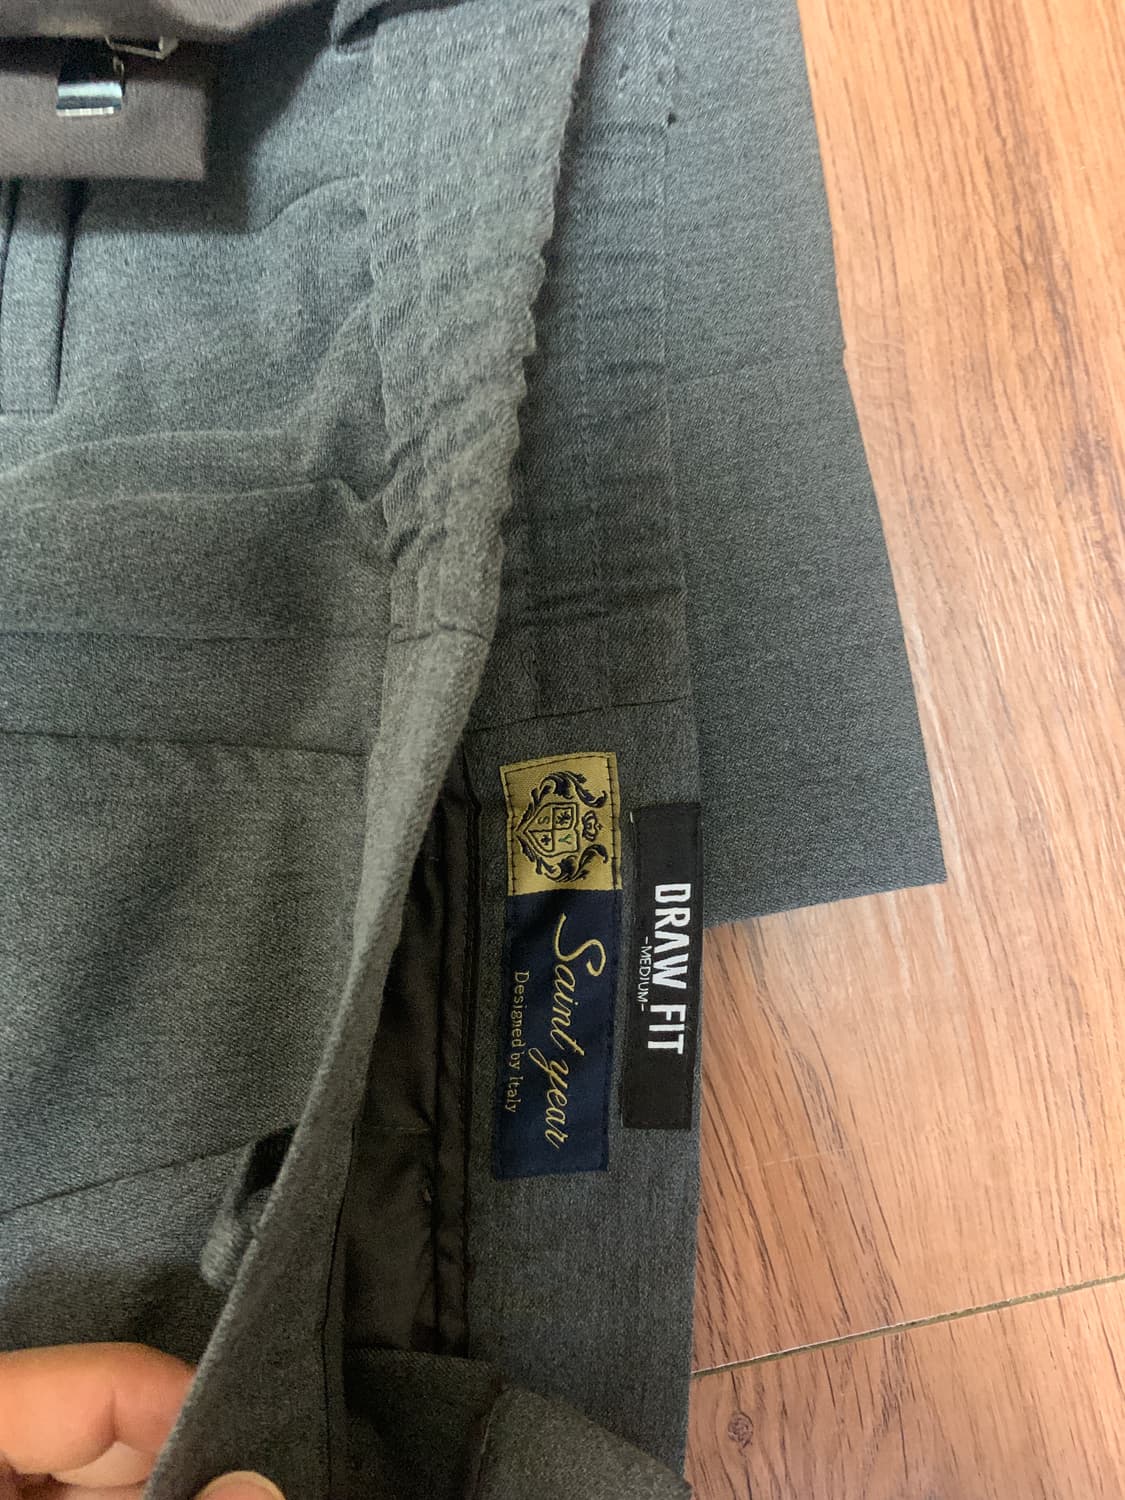 DRAW FIT
-MEDIUM-
S Y
Saint year
Designed by Italy